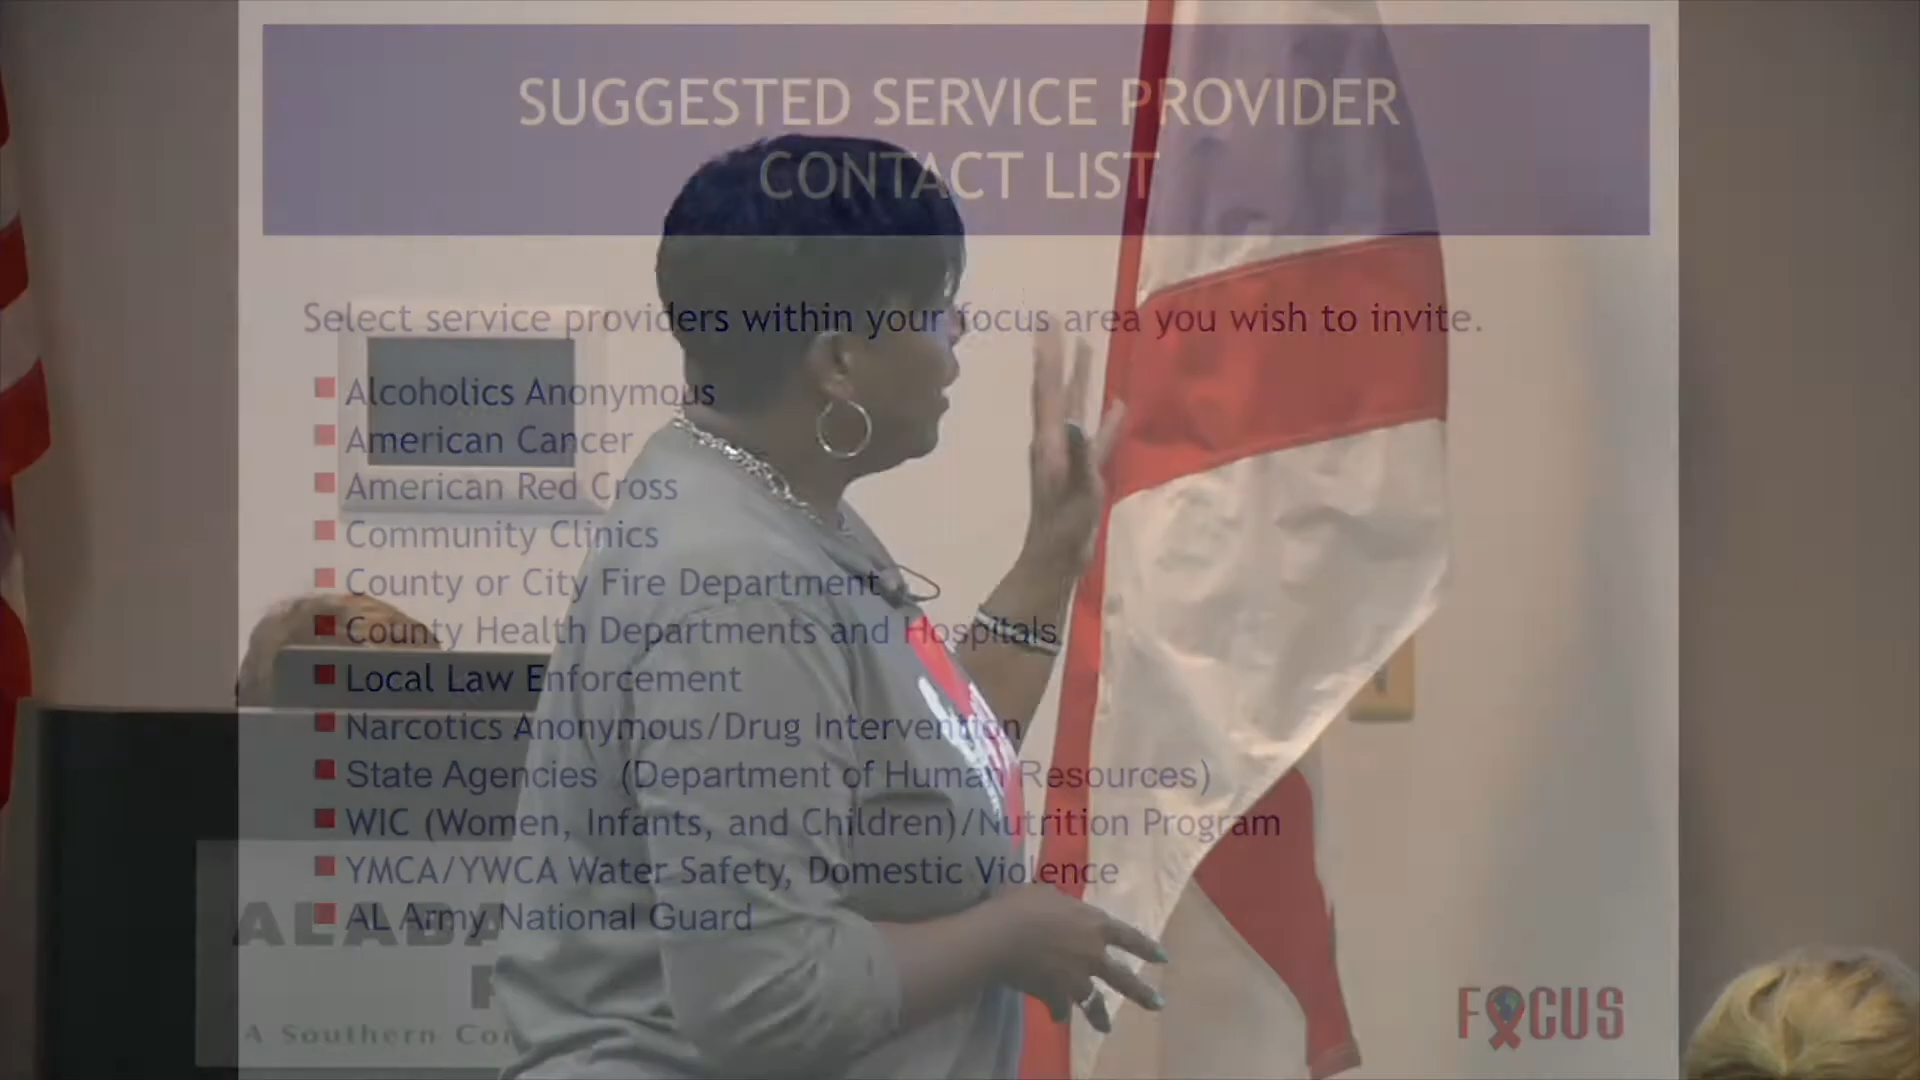 SUGGESTED SERVICE PROVIDER
CONTACT LIST
Select service providers within your focus area you wish to invite.
Alcoholics Anonymous
American Cancer
American Red Cross
Community Clinics
County or City Fire Department
County Health Departments and Hospitals
Local Law Enforcement
Narcotics Anonymous/Drug Intervention
State Agencies (Department of Human Resources)
WIC (Women, Infants, and Children)/Nutrition Program
YMCA/YWCA Water Safety, Domestic Violence
AL Army National Guard
ALABA
A Southern Co
FOCUS